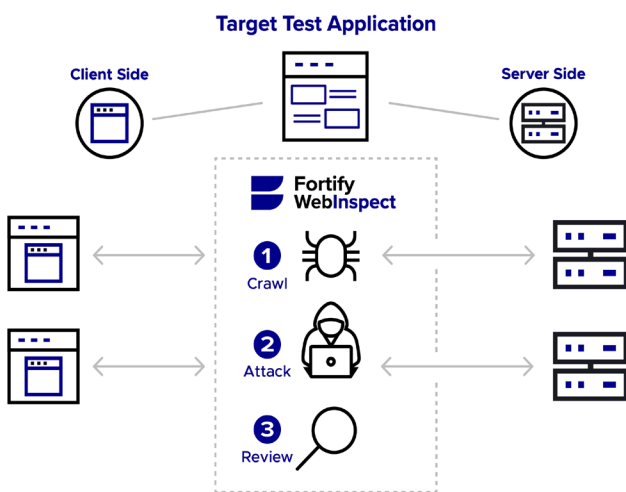 Target Test Application
Client Side
Server Side
Fortify
WebInspect
1
Crawl
2
Attack
3
Review